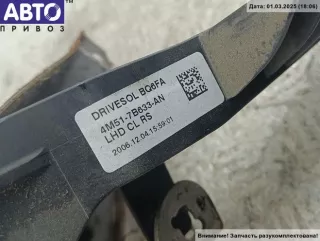 АВТО
ПРИВОЗ
(Дата: 01.03.2025 (18:06)
DRIVESOL BQ6FA
4M51-7B633-AN
LHD CL RS
2006.12.04.15:59:01
Внимание! Запчасть разукомплектована!